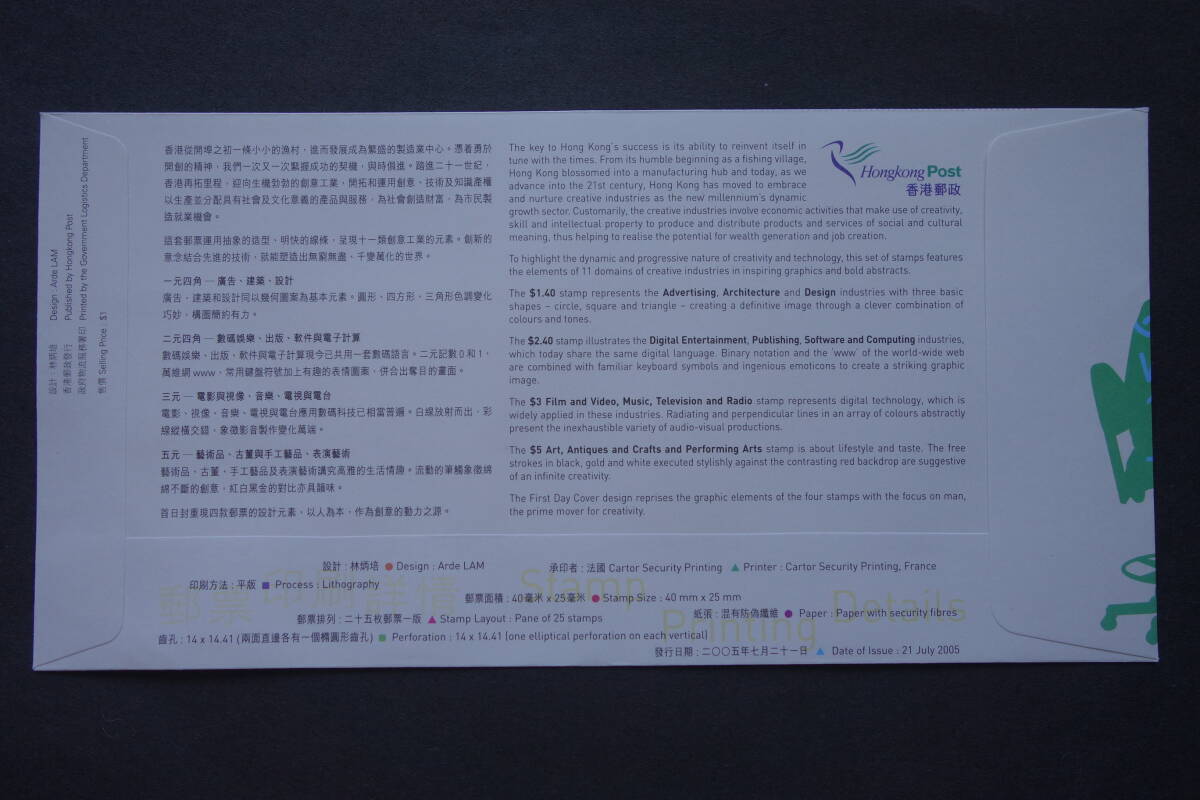 香港從開埠之初一條小小的漁村，進而發展成為繁盛的製造業中心。憑着勇於
開創的精神，我們一次又一次緊握成功的契機，與時俱進。踏進二十一世紀，
香港再拓里程，迎向生機勃勃的創意工業，開拓和運用創意、技術及知識產權
以生產並分配具有社會及文化意義的產品與服務，為社會創造財富，為市民製
造就業機會。
這套郵票運用抽象的造型、明快的線條，呈現十一類創意工業的元素。創新的
意念結合先進的技術，就能塑造出無窮無盡、千變萬化的世界。
一元四角 — 廣告、建築、設計
廣告、建築和設計同以幾何圖案為基本元素。圓形、四方形、三角形色調變化
巧妙，構圖簡約有力。
二元四角 — 數碼娛樂、出版、軟件與電子計算
數碼娛樂、出版、軟件與電子計算現今已共用一套數碼語言。二元記數 0 和 1，
萬維網 www，常用鍵盤符號加上有趣的表情圖案，併合出奪目的畫面。
三元 — 電影與視像、音樂、電視與電台
電影、視像、音樂、電視與電台應用數碼科技已相當普遍。白線放射而出，彩
線縱橫交錯，象徵影音製作變化萬端。
五元 — 藝術品、古董與手工藝品、表演藝術
藝術品、古董、手工藝品及表演藝術講究高雅的生活情趣。流動的筆觸象徵綿
綿不斷的創意，紅白黑金的對比亦具韻味。
首日封重現四款郵票的設計元素，以人為本，作為創意的動力之源。
The key to Hong Kong's success is its ability to reinvent itself in
tune with the times. From its humble beginning as a fishing village,
Hong Kong blossomed into a manufacturing hub and today, as we
advance into the 21st century, Hong Kong has moved to embrace
and nurture creative industries as the new millennium's dynamic
growth sector. Customarily, the creative industries involve economic activities that make use of creativity,
skill and intellectual property to produce and distribute products and services of social and cultural
meaning, thus helping to realise the potential for wealth generation and job creation.
To highlight the dynamic and progressive nature of creativity and technology, this set of stamps features
the elements of 11 domains of creative industries in inspiring graphics and bold abstracts.
The $1.40 stamp represents the Advertising, Architecture and Design industries with three basic
shapes – circle, square and triangle – creating a definitive image through a clever combination of
colours and tones.
The $2.40 stamp illustrates the Digital Entertainment, Publishing, Software and Computing industries,
which today share the same digital language. Binary notation and the 'www' of the world-wide web
are combined with familiar keyboard symbols and ingenious emoticons to create a striking graphic
image.
The $3 Film and Video, Music, Television and Radio stamp represents digital technology, which is
widely applied in these industries. Radiating and perpendicular lines in an array of colours abstractly
present the inexhaustible variety of audio-visual productions.
The $5 Art, Antiques and Crafts and Performing Arts stamp is about lifestyle and taste. The free
strokes in black, gold and white executed stylishly against the contrasting red backdrop are suggestive
of an infinite creativity.
The First Day Cover design reprises the graphic elements of the four stamps with the focus on man,
the prime mover for creativity.
Hongkong Post
香港郵政
設計：林炳培 Design : Arde LAM
香港郵政發行 Published by Hongkong Post
政府物流服務署印 Printed by the Government Logistics Department
售價 Selling Price : $1
郵票印刷詳情 Stamp Printing Details
設計：林炳培 ● Design : Arde LAM
承印者：法國 Cartor Security Printing ▲ Printer : Cartor Security Printing, France
印刷方法：平版 ■ Process : Lithography
郵票面積：40毫米 x 25毫米 ● Stamp Size : 40 mm x 25 mm
郵票排列：二十五枚郵票一版 ▲ Stamp Layout : Pane of 25 stamps
紙張：混有防偽纖維 ● Paper : Paper with security fibres
齒孔：14 x 14.41 (兩面直邊各有一個橢圓形齒孔) ■ Perforation : 14 x 14.41 (one elliptical perforation on each vertical)
發行日期：二〇〇五年七月二十一日 ▲ Date of Issue : 21 July 2005